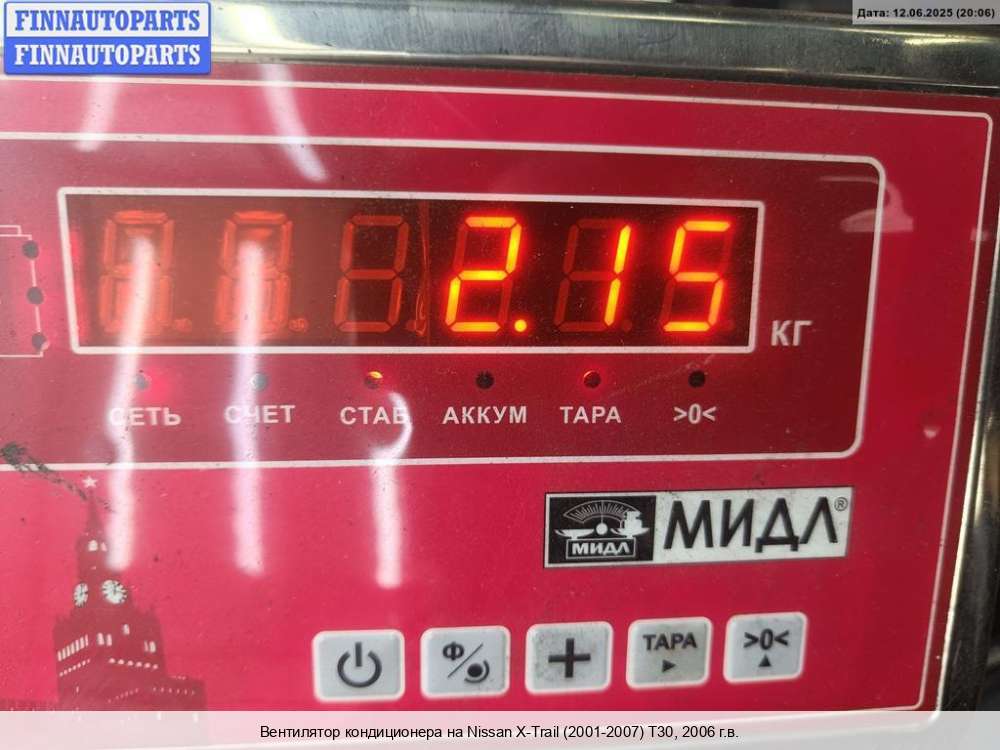 FINNAUTOPARTS
FINNAUTOPARTS
Дата: 12.06.2025 (20:06)
2.15
КГ
СЕТЬ СЧЕТ СТАБ АККУМ ТАРА >0<
МИДЛ МИДЛ®
Ф/ + ТАРА >0<
Вентилятор кондиционера на Nissan X-Trail (2001-2007) T30, 2006 г.в.